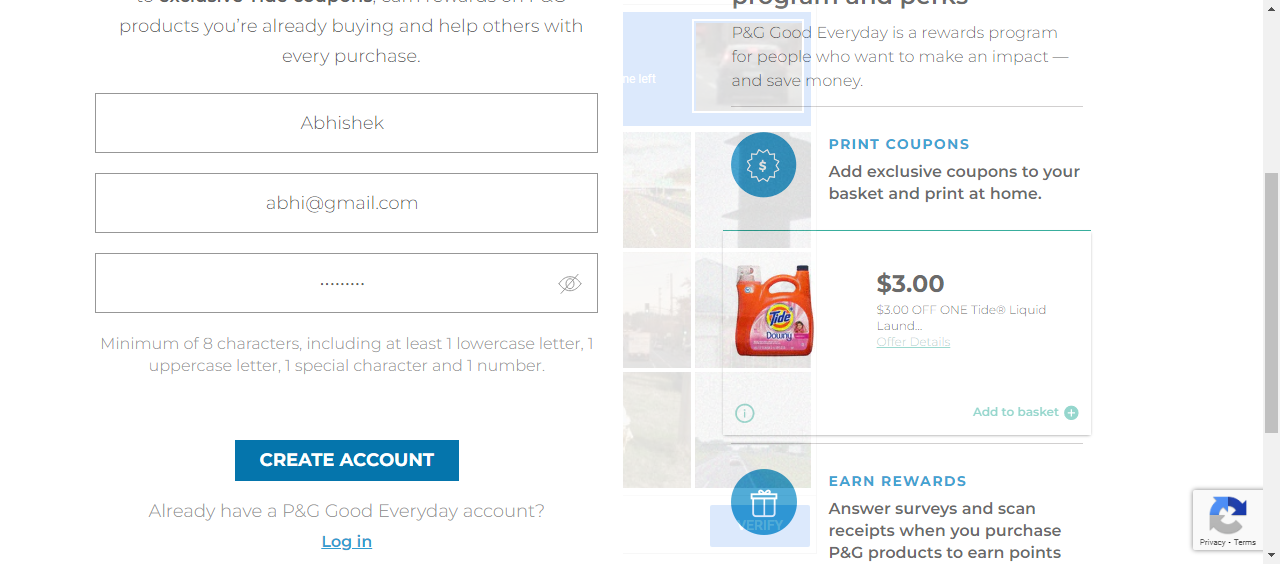 to exclusive Tide coupons, earn rewards on P&G
products you're already buying and help others with
every purchase.
Abhishek
abhi@gmail.com
Minimum of 8 characters, including at least 1 lowercase letter, 1
uppercase letter, 1 special character and 1 number.
CREATE ACCOUNT
Already have a P&G Good Everyday account?
Log in
program and perks
P&G Good Everyday is a rewards program
for people who want to make an impact —
and save money.
left
PRINT COUPONS
Add exclusive coupons to your
basket and print at home.
Tide
Downy
$3.00
$3.00 OFF ONE Tide® Liquid
Laund...
Offer Details
Add to basket
EARN REWARDS
Answer surveys and scan
receipts when you purchase
P&G products to earn points
VERIFY
Privacy - Terms